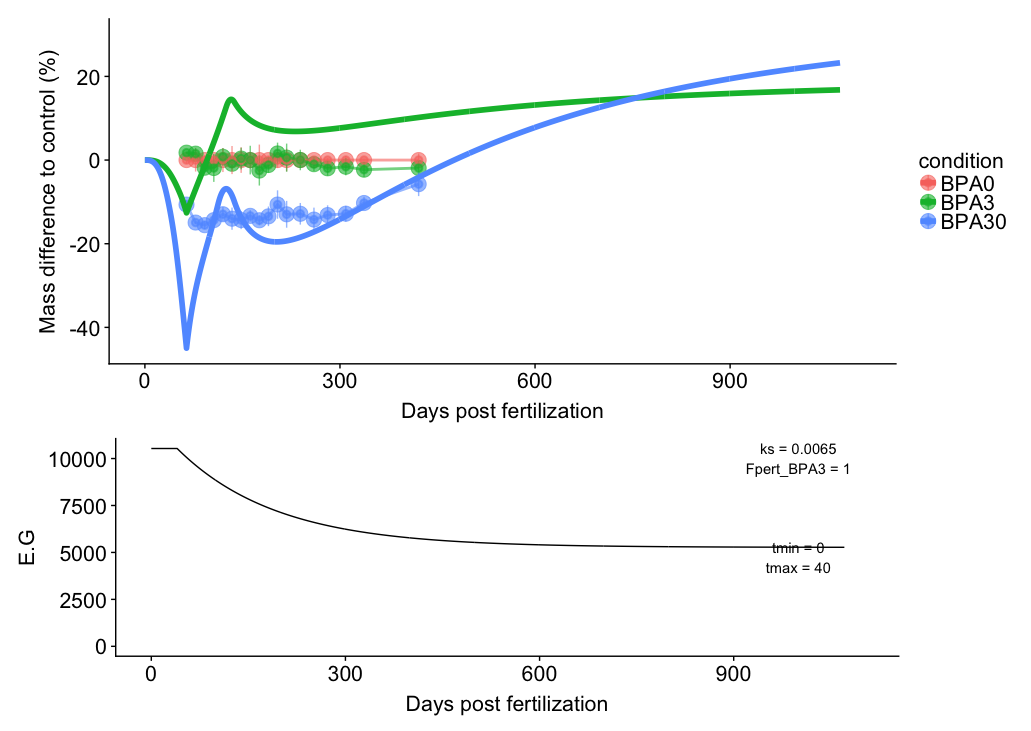 Mass difference to control (%)
20
0
-20
-40
0
300
600
900
Days post fertilization
condition
BPA0
BPA3
BPA30
E.G
10000
7500
5000
2500
0
ks = 0.0065
Fpert_BPA3 = 1
tmin = 0
tmax = 40
0
300
600
900
Days post fertilization